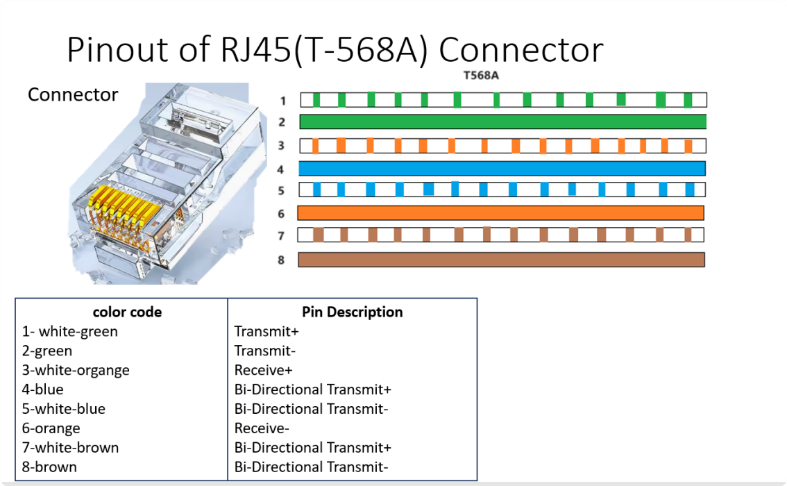 Pinout of RJ45(T-568A) Connector
T568A
Connector
1
2
3
4
5
6
7
8
color code Pin Description
1- white-green Transmit+
2-green Transmit-
3-white-organge Receive+
4-blue Bi-Directional Transmit+
5-white-blue Bi-Directional Transmit-
6-orange Receive-
7-white-brown Bi-Directional Transmit+
8-brown Bi-Directional Transmit-